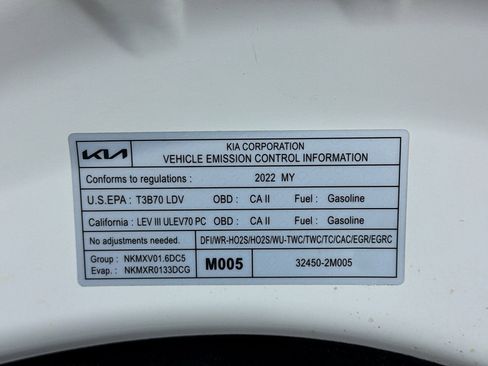 KIA KIA CORPORATION
VEHICLE EMISSION CONTROL INFORMATION
Conforms to regulations : 2022 MY
U.S.EPA : T3B70 LDV OBD : CA II Fuel : Gasoline
California : LEV III ULEV70 PC OBD : CA II Fuel : Gasoline
No adjustments needed. DFI/WR-HO2S/HO2S/WU-TWC/TWC/TC/CAC/EGR/EGRC
Group : NKMXV01.6DC5
Evap. : NKMXR0133DCG
M005 32450-2M005